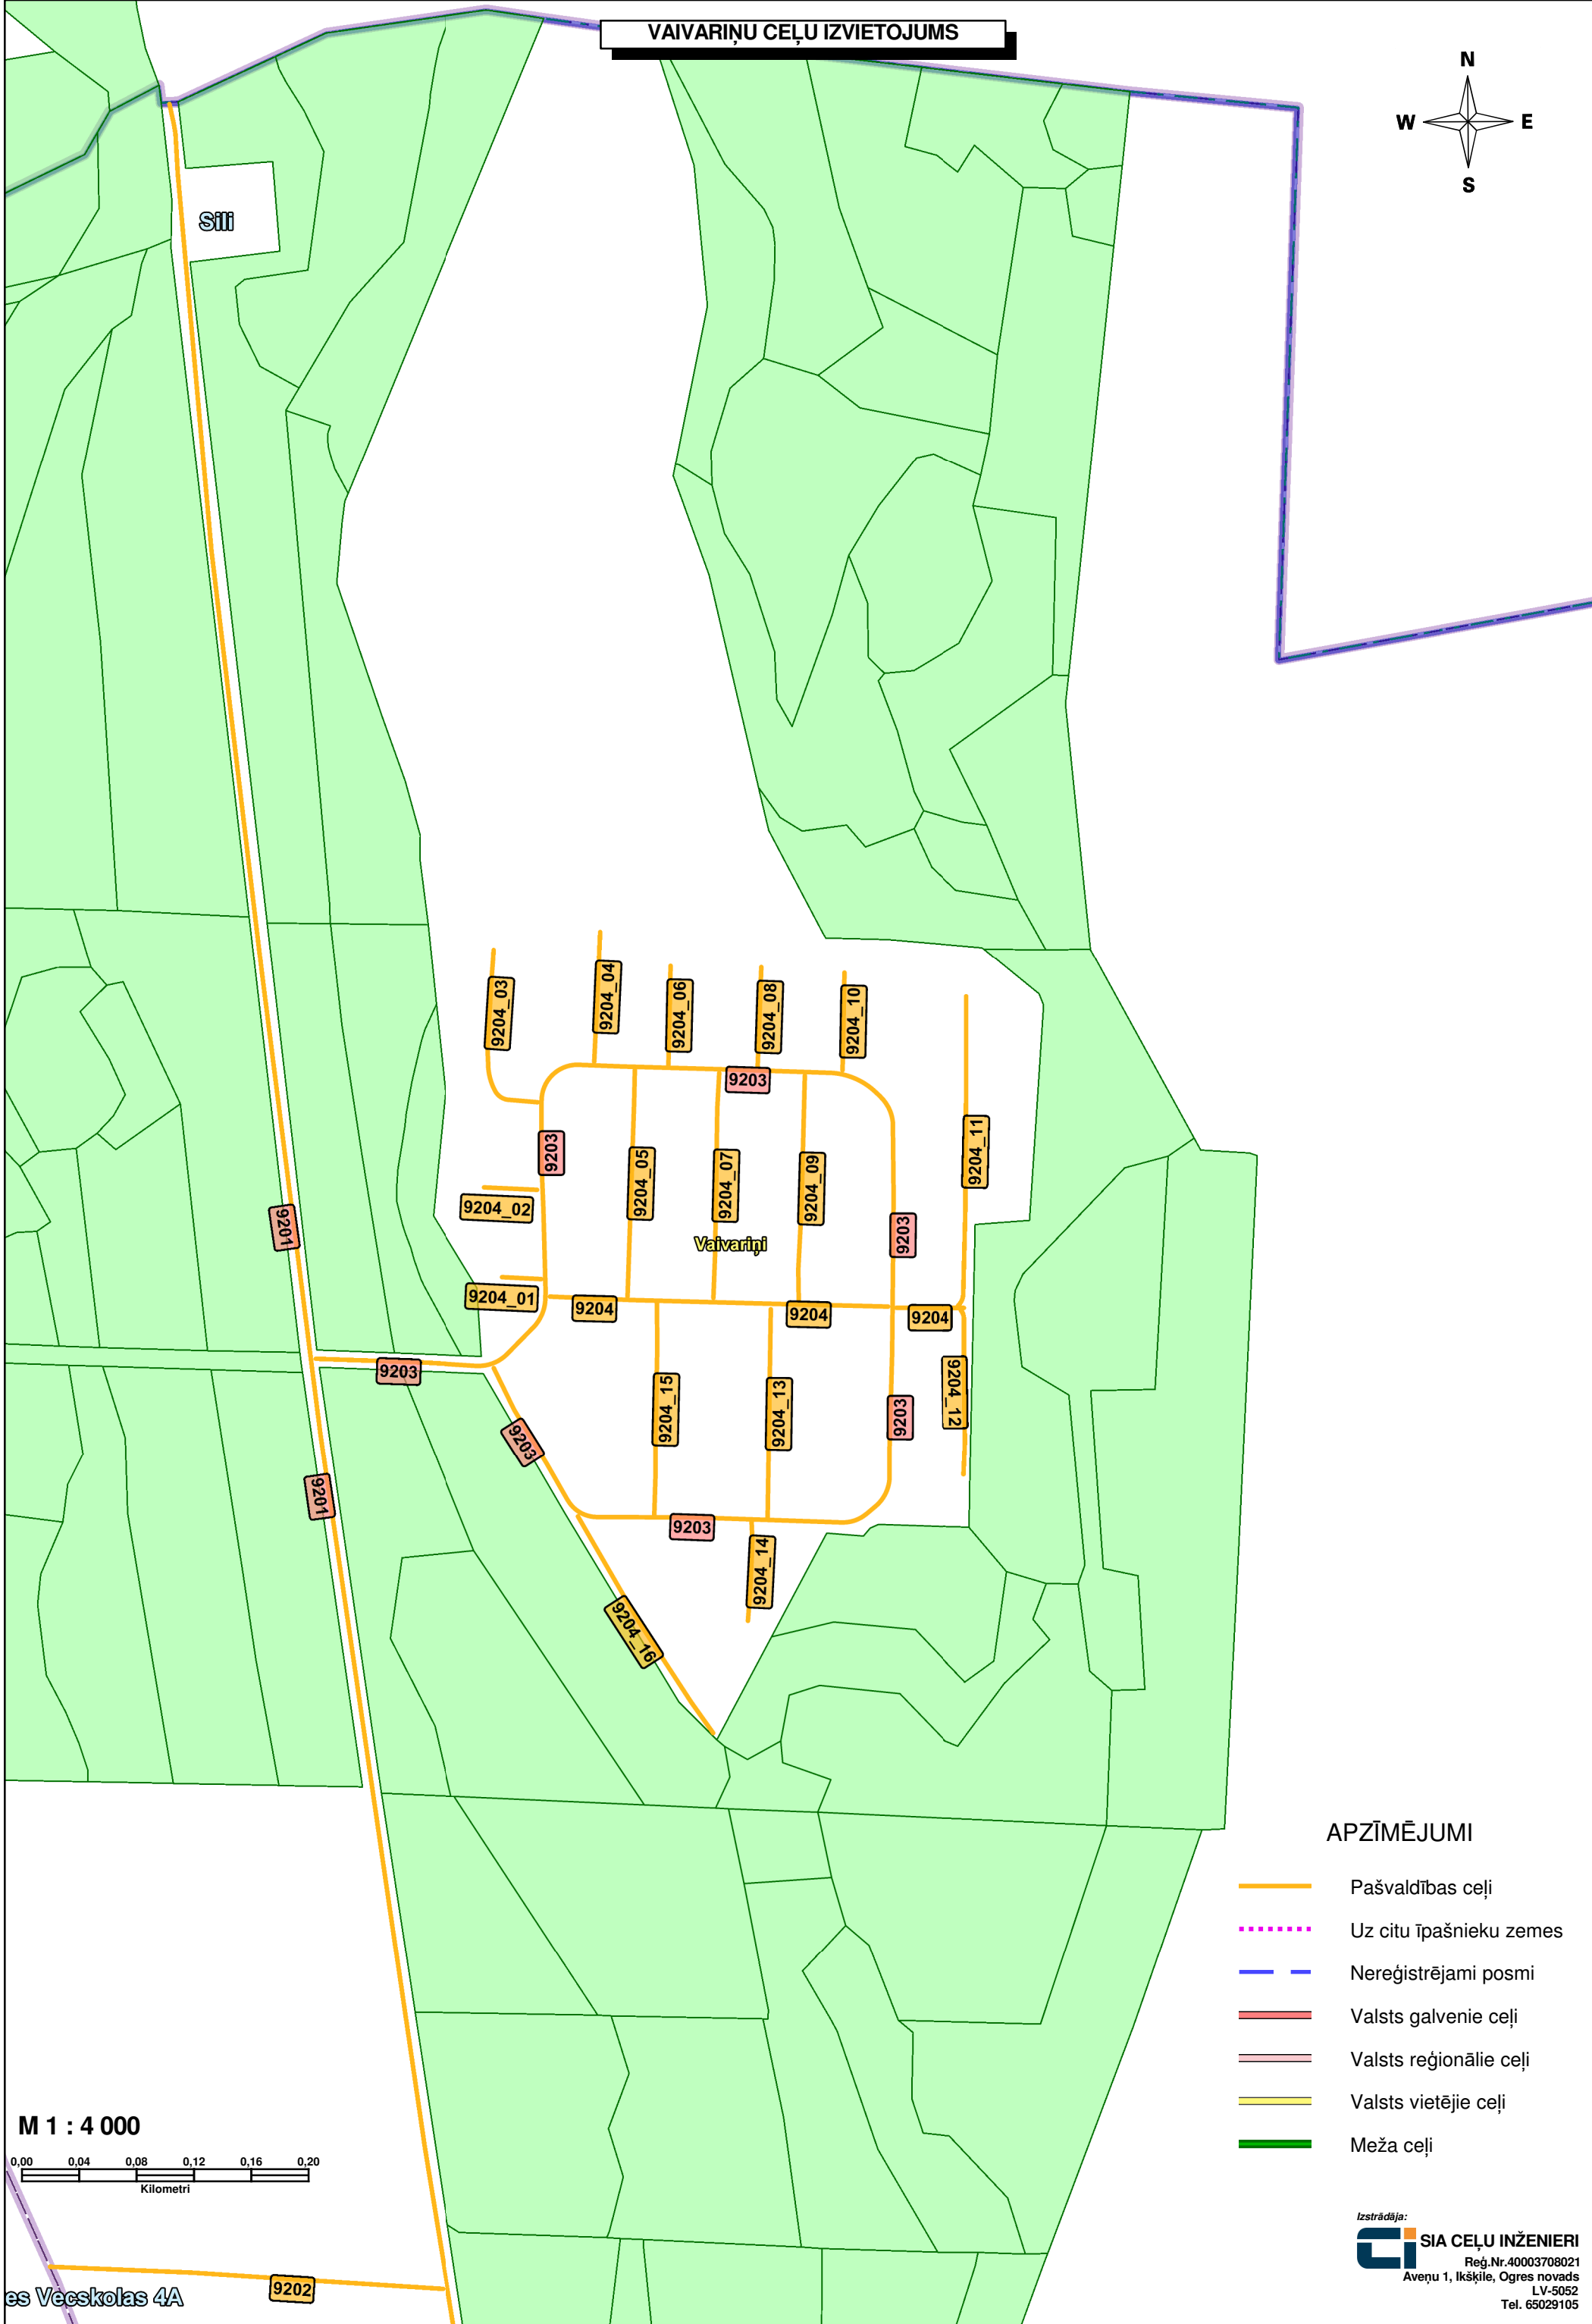 VAIVARIŅU CEĻU IZVIETOJUMS
N
W E
S
Sili
9204_03
9204_04
9204_06
9204_08
9204_10
9203
9204_11
9203
9204_05
9204_07
9204_09
9204_02
9201
9203
Vaivariņi
9204_01
9204
9204
9204
9203
9204_12
9204_15
9204_13
9203
9203
9201
9203
9204_14
9204_16
APZĪMĒJUMI
Pašvaldības ceļi
Uz citu īpašnieku zemes
Nereģistrējami posmi
Valsts galvenie ceļi
Valsts reģionālie ceļi
Valsts vietējie ceļi
Meža ceļi
M 1 : 4 000
0,00 0,04 0,08 0,12 0,16 0,20
Kilometri
9202
es Vecskolas 4A
Izstrādāja:
SIA CEĻU INŽENIERI
Reģ.Nr.40003708021
Aveņu 1, Ikšķile, Ogres novads
LV-5052
Tel. 65029105